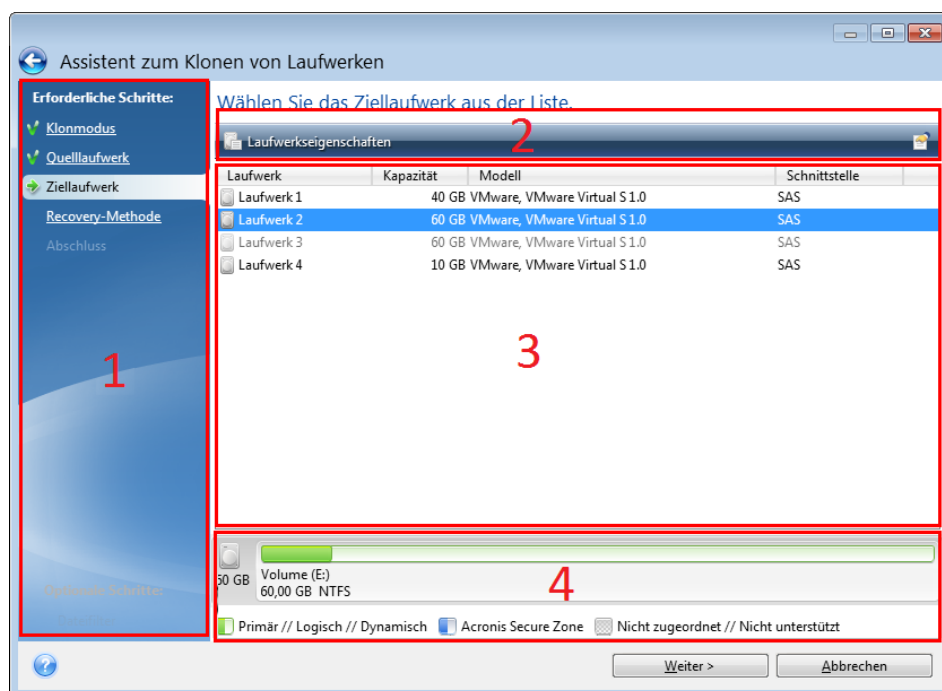 Assistent zum Klonen von Laufwerken
Erforderliche Schritte:
Klonmodus
Quelllaufwerk
Ziellaufwerk
Recovery-Methode
Abschluss
1
Wählen Sie das Ziellaufwerk aus der Liste.
Laufwerkseigenschaften
2
Laufwerk Kapazität Modell Schnittstelle
Laufwerk 1 40 GB VMware, VMware Virtual S 1.0 SAS
Laufwerk 2 60 GB VMware, VMware Virtual S 1.0 SAS
Laufwerk 3 60 GB VMware, VMware Virtual S 1.0 SAS
Laufwerk 4 10 GB VMware, VMware Virtual S 1.0 SAS
3
60 GB
Volume (E:)
60,00 GB NTFS
4
Primär // Logisch // Dynamisch Acronis Secure Zone Nicht zugeordnet // Nicht unterstützt
Weiter > Abbrechen